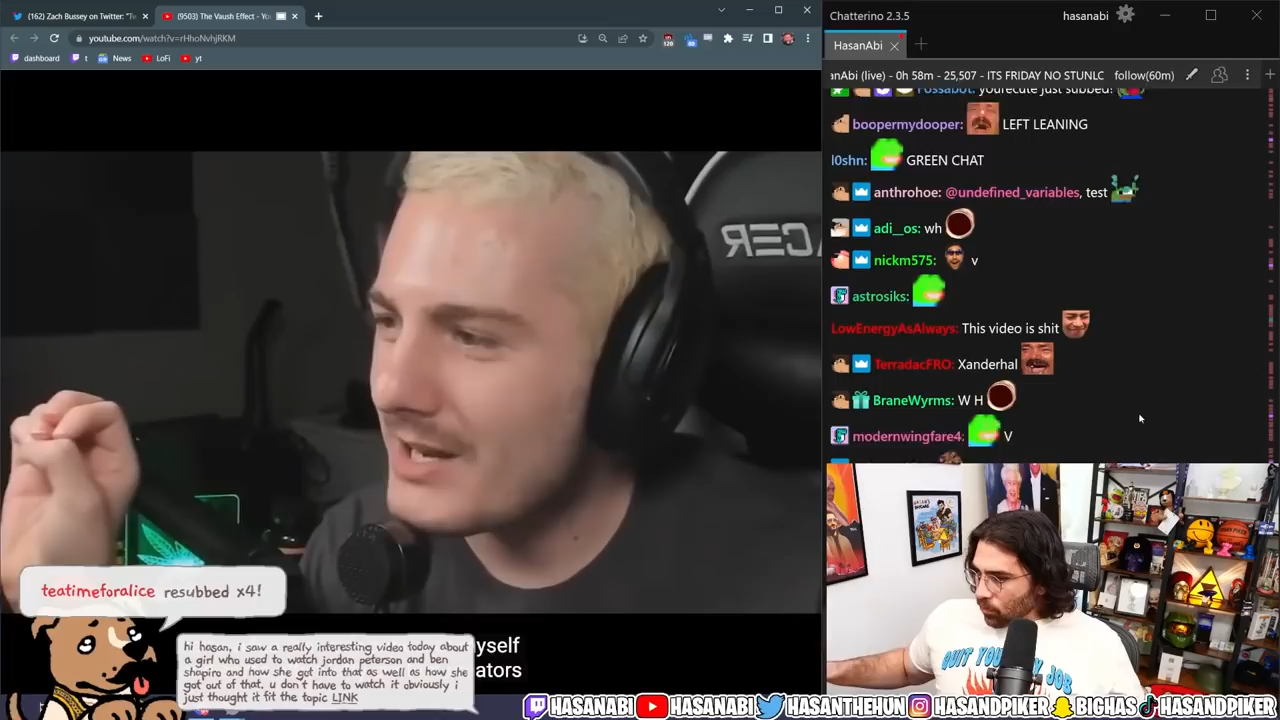 (162) Zach Bussey on Twitter: "Tw
(9503) The Vaush Effect - Yo
youtube.com/watch?v=rHhoNvhjRKM
dashboard
t
News
LoFi
yt
Chatterino 2.3.5
hasanabi
HasanAbi
anAbi (live) - 0h 58m - 25,507 - ITS FRIDAY NO STUNLC
follow(60m)
Fossabot: yourecute just subbed!
boopermydooper: LEFT LEANING
l0shn: GREEN CHAT
anthrohoe: @undefined_variables, test
adi__os: wh
nickm575: v
astrosiks:
LowEnergyAsAlways: This video is shit
TerradacFRO: Xanderhal
BraneWyrms: W H
modernwingfare4: V
teatimeforalice resubbed x4!
hi hasan, i saw a really interesting video today about
a girl who used to watch jordan peterson and ben
shapiro and how she got into that as well as how she
got out of that. u don't have to watch it obviously i
just thought it fit the topic LINK
yself
ators
QUIT YOUR JOB
HASANABI
HASANABI
HASANTHEHUN
HASANDPIKER
BIGHAS
HASANDPIKER